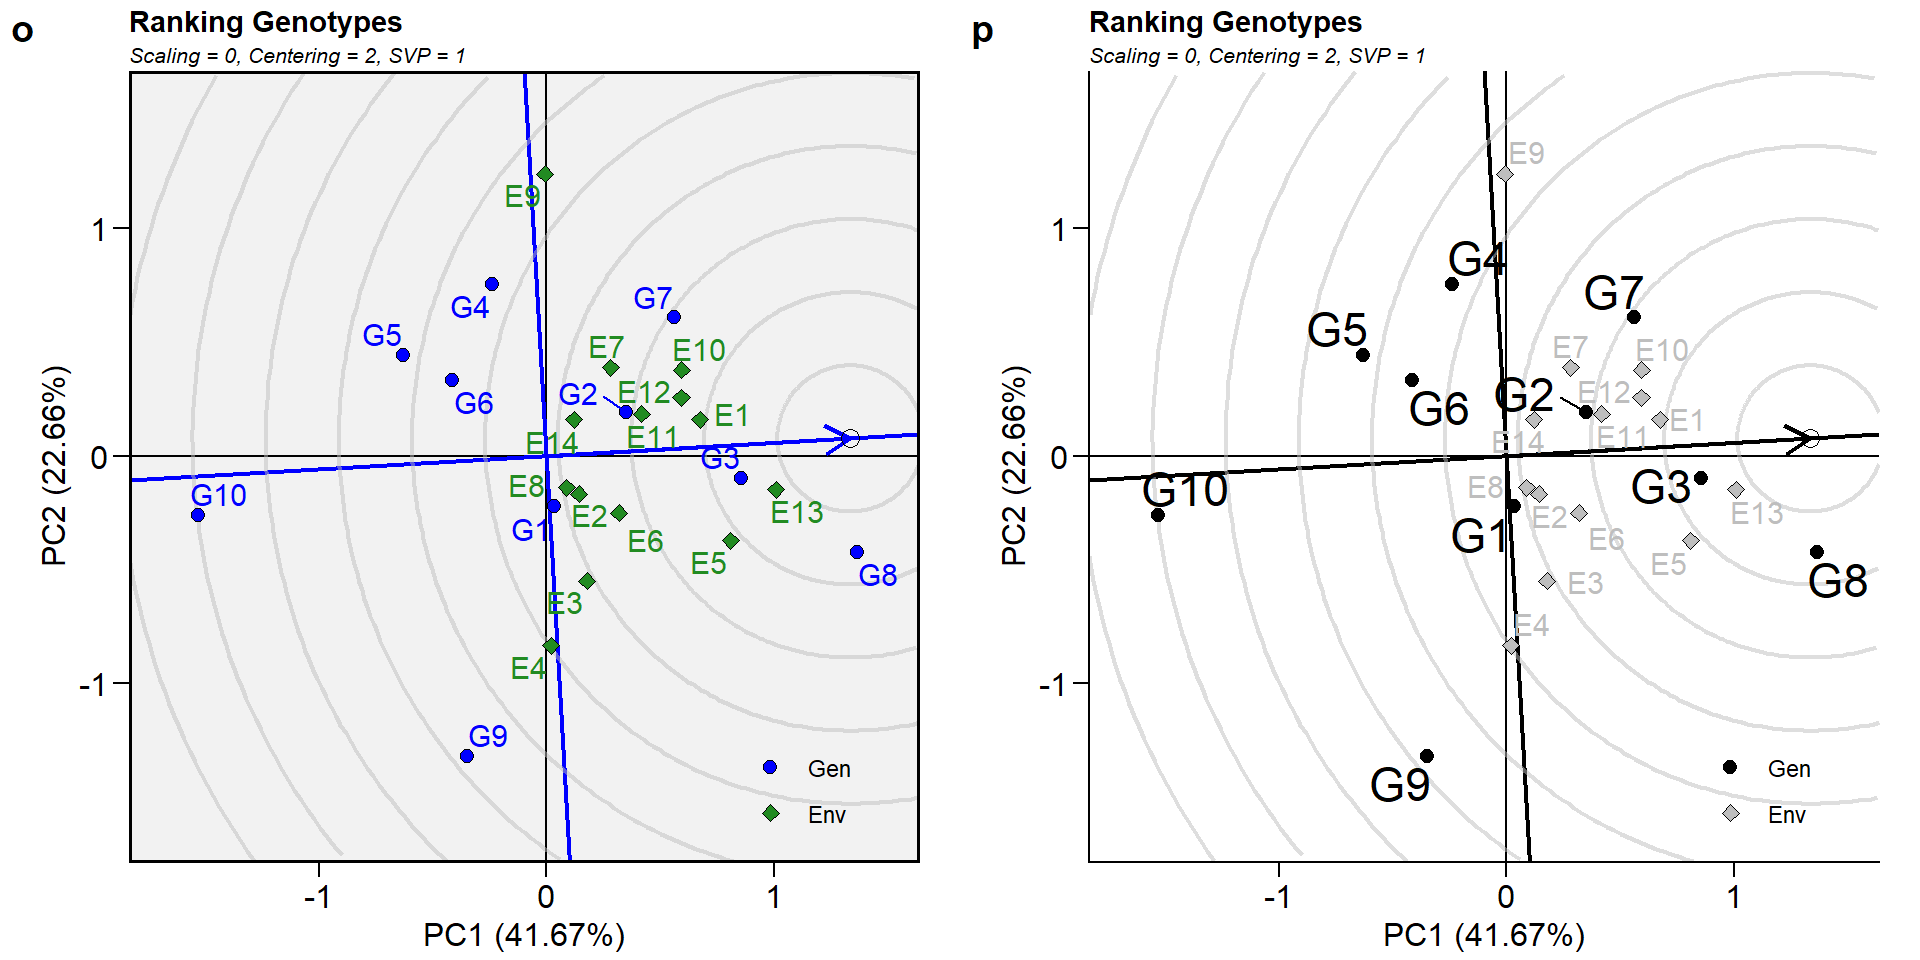 o
Ranking Genotypes
Scaling = 0, Centering = 2, SVP = 1
E9
1
G4
G7
G5
E7
E10
G6
G2
E12
E1
E14
E11
0
G3
G10
E8
G1
E2
E13
E6
E5
G8
E3
E4
-1
G9
Gen
Env
-1
0
1
PC1 (41.67%)
PC2 (22.66%)
p
Ranking Genotypes
Scaling = 0, Centering = 2, SVP = 1
E9
1
G4
G7
G5
E7
E10
G6
G2
E12
E1
E14
E11
0
G10
E8
G3
E13
G1
E2
E6
E5
G8
E3
E4
-1
G9
Gen
Env
-1
0
1
PC1 (41.67%)
PC2 (22.66%)